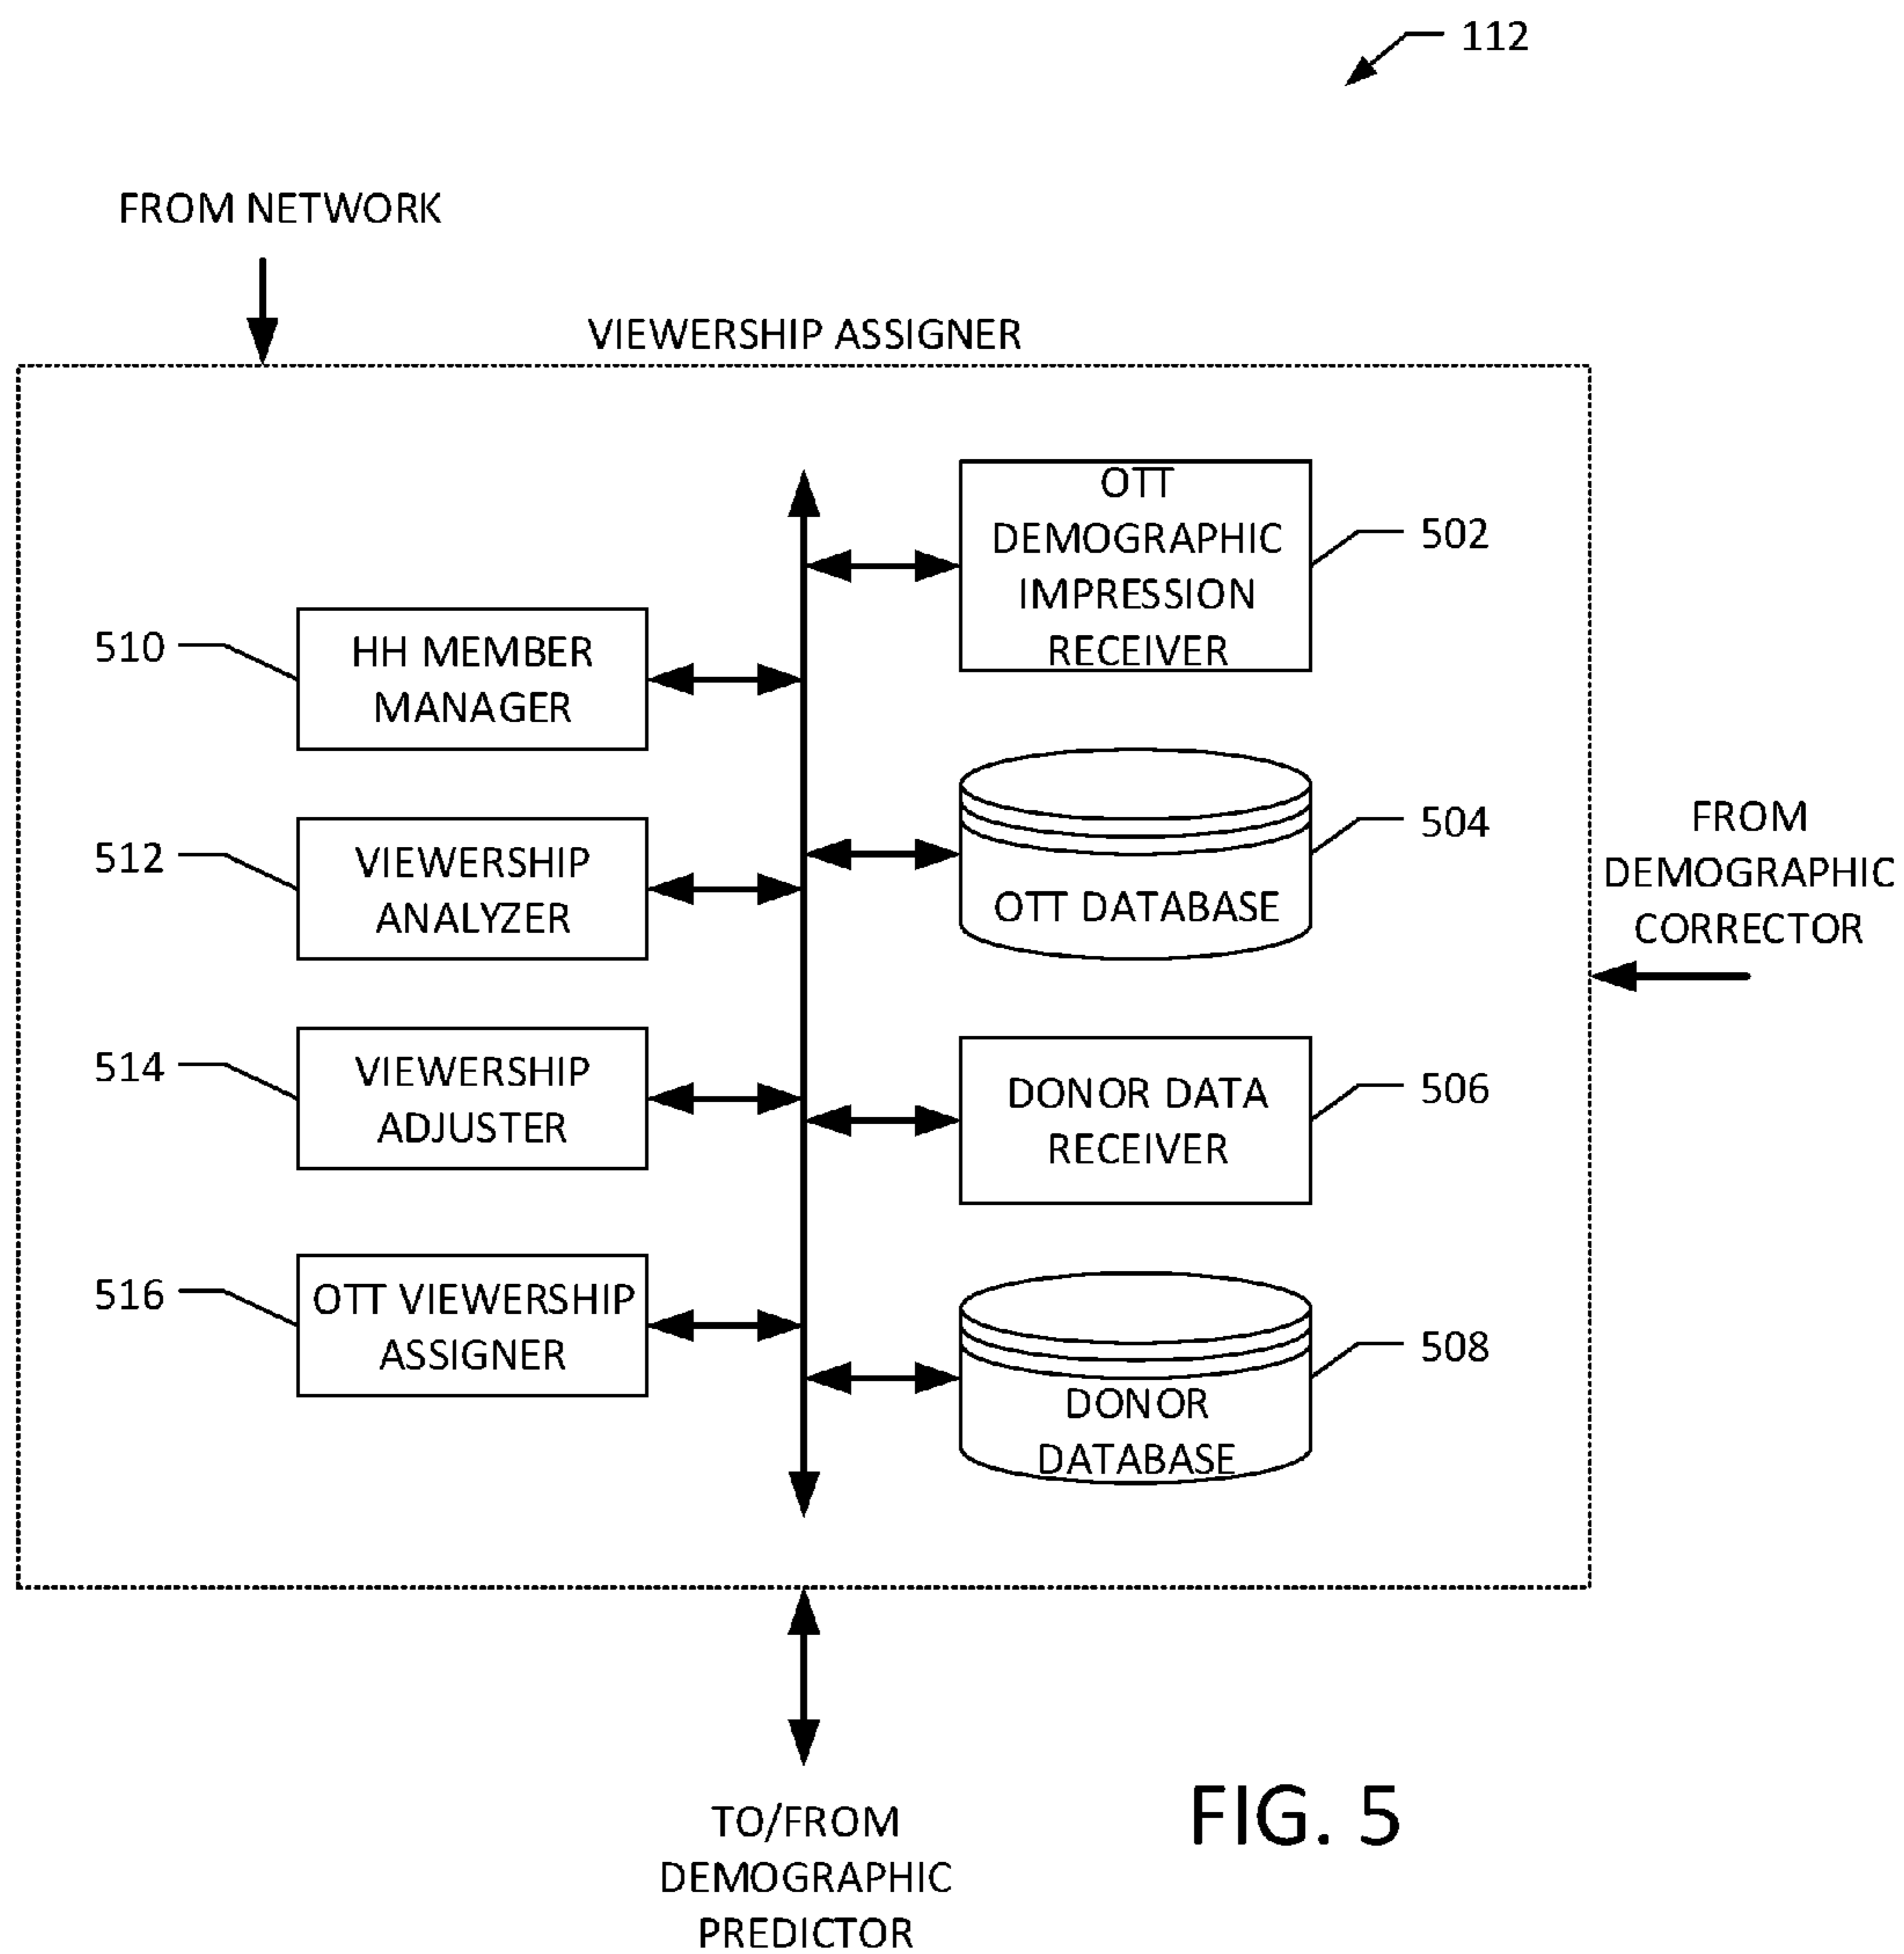 112
FROM NETWORK
VIEWERSHIP ASSIGNER
OTT
DEMOGRAPHIC
IMPRESSION
RECEIVER
502
510
HH MEMBER
MANAGER
OTT DATABASE
504
512
VIEWERSHIP
ANALYZER
FROM
DEMOGRAPHIC
CORRECTOR
514
VIEWERSHIP
ADJUSTER
DONOR DATA
RECEIVER
506
516
OTT VIEWERSHIP
ASSIGNER
DONOR
DATABASE
508
TO/FROM
DEMOGRAPHIC
PREDICTOR
FIG. 5